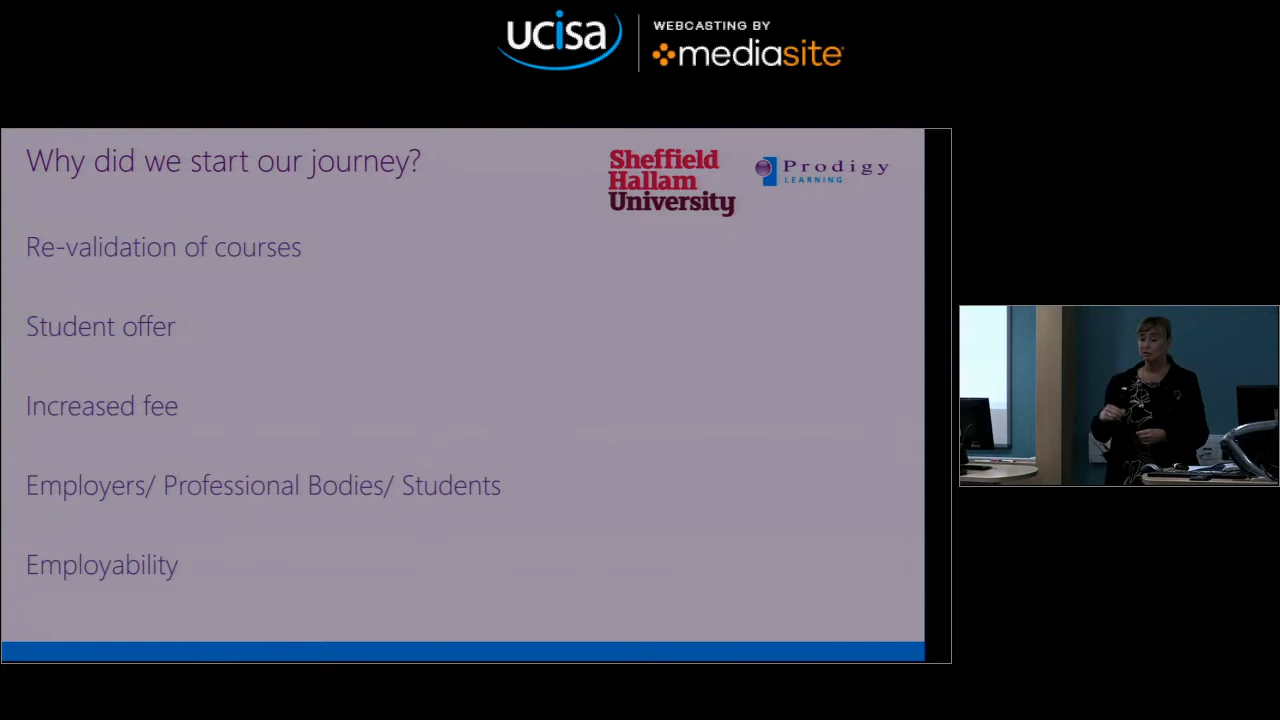 ucisa
WEBCASTING BY
mediasite
Why did we start our journey?
Sheffield
Hallam
University
Prodigy
LEARNING
Re-validation of courses
Student offer
Increased fee
Employers/ Professional Bodies/ Students
Employability